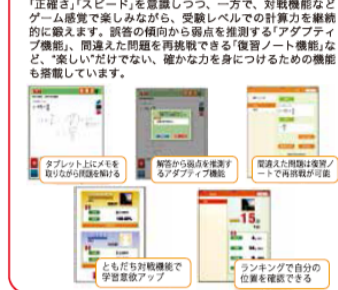 「正確さ」「スピード」を意識しつつ、一方で、対戦機能など
ゲーム感覚で楽しみながら、受験レベルでの計算力を継続
的に鍛えます。誤答の傾向から弱点を推測する「アダプティ
ブ機能」、間違えた問題を再挑戦できる「復習ノート機能」な
ど、“楽しい”だけでない、確かな力を身につけるための機能
も搭載しています。
タブレット上にメモを
取りながら問題を解ける
解答から弱点を推測す
るアダプティブ機能
間違えた問題は復習ノ
ートで再挑戦が可能
ともだち対戦機能で
学習意欲アップ
15
ランキングで自分の
位置を確認できる